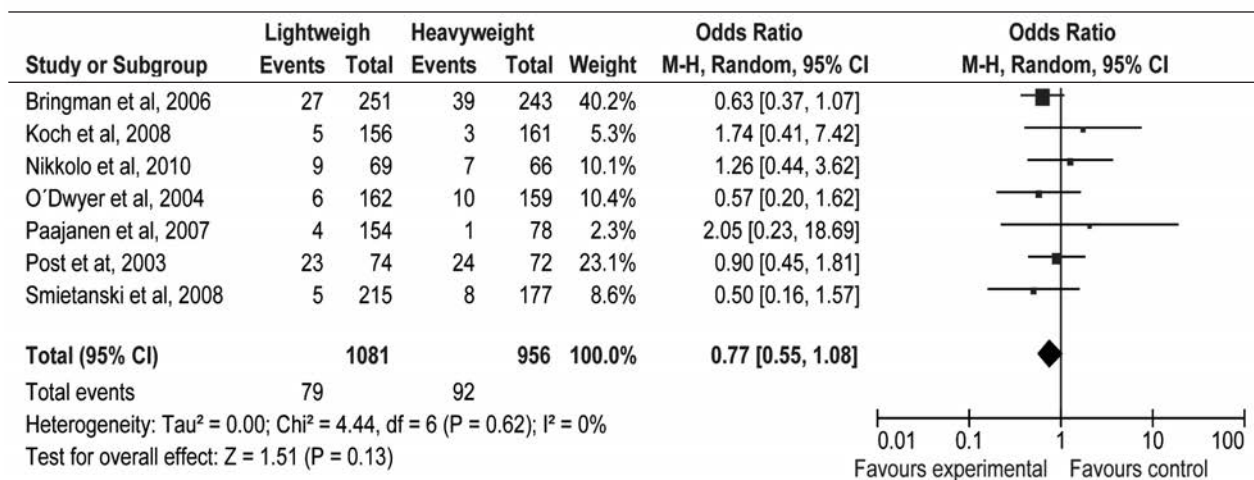 Lightweigh Heavyweight Odds Ratio Odds Ratio
Study or Subgroup Events Total Events Total Weight M-H, Random, 95% CI M-H, Random, 95% CI
Bringman et al, 2006 27 251 39 243 40.2% 0.63 [0.37, 1.07]
Koch et al, 2008 5 156 3 161 5.3% 1.74 [0.41, 7.42]
Nikkolo et al, 2010 9 69 7 66 10.1% 1.26 [0.44, 3.62]
O´Dwyer et al, 2004 6 162 10 159 10.4% 0.57 [0.20, 1.62]
Paajanen et al, 2007 4 154 1 78 2.3% 2.05 [0.23, 18.69]
Post et at, 2003 23 74 24 72 23.1% 0.90 [0.45, 1.81]
Smietanski et al, 2008 5 215 8 177 8.6% 0.50 [0.16, 1.57]
Total (95% CI) 1081 956 100.0% 0.77 [0.55, 1.08]
Total events 79 92
Heterogeneity: Tau² = 0.00; Chi² = 4.44, df = 6 (P = 0.62); I² = 0%
Test for overall effect: Z = 1.51 (P = 0.13)
0.01 0.1 1 10 100
Favours experimental Favours control